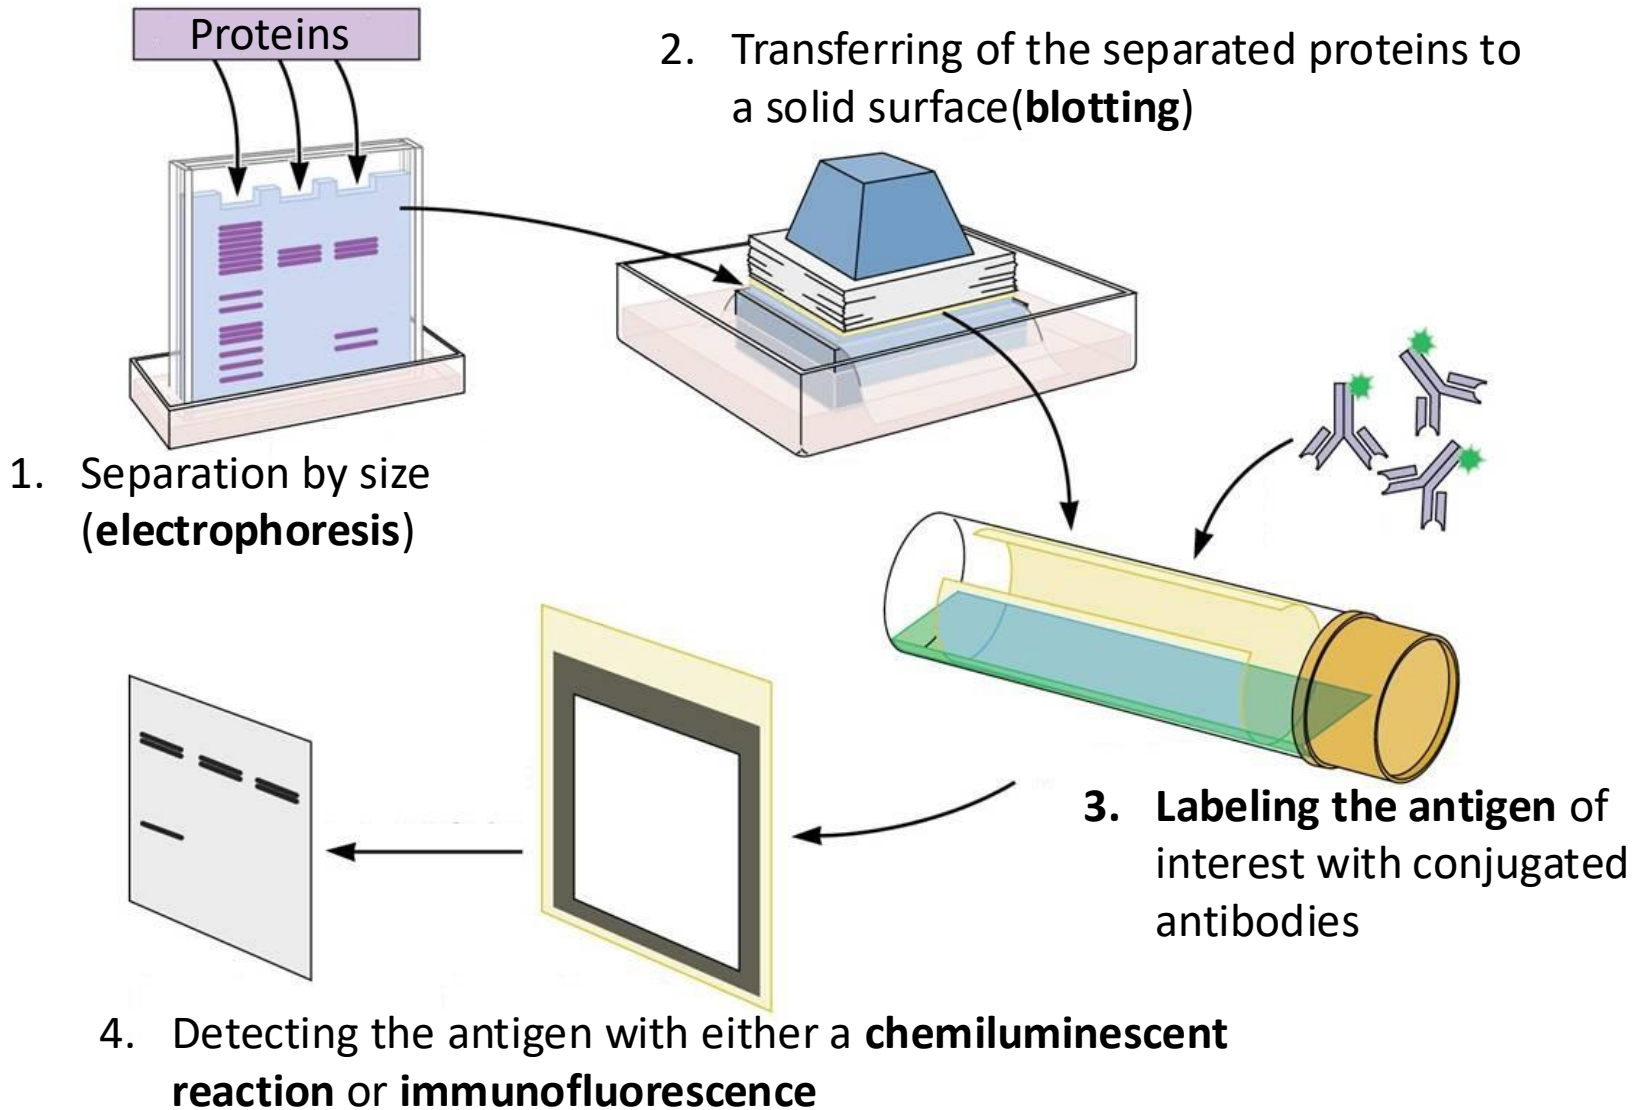 Proteins
2. Transferring of the separated proteins to
a solid surface(blotting)
1. Separation by size
(electrophoresis)
3. Labeling the antigen of
interest with conjugated
antibodies
4. Detecting the antigen with either a chemiluminescent
reaction or immunofluorescence